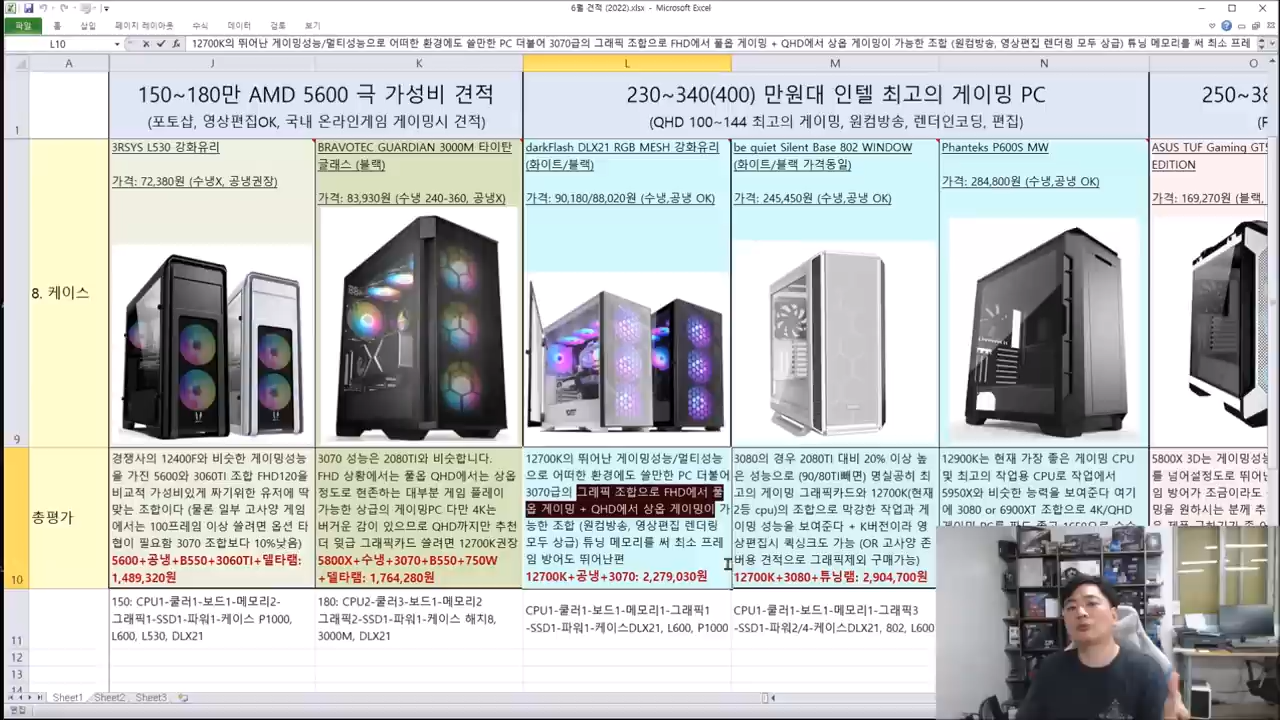 6월 견적 (2022).xlsx - Microsoft Excel
파일 홈 삽입 페이지 레이아웃 수식 데이터 검토 보기
L10
12700K의 뛰어난 게이밍성능/멀티성능으로 어떠한 환경에도 쓸만한 PC 더불어 3070급의 그래픽 조합으로 FHD에서 풀옵 게이밍 + QHD에서 상옵 게이밍이 가능한 조합 (원컴방송, 영상편집 렌더링 모두 상급) 튜닝 메모리를 써 최소 프레
A J K L M N O
1
150~180만 AMD 5600 극 가성비 견적
(포토샵, 영상편집OK, 국내 온라인게임 게이밍시 견적)
230~340(400) 만원대 인텔 최고의 게이밍 PC
(QHD 100~144 최고의 게이밍, 원컴방송, 렌더인코딩, 편집)
250~38
(F
8. 케이스
9
3RSYS L530 강화유리
가격: 72,380원 (수냉X, 공냉권장)
BRAVOTEC GUARDIAN 3000M 타이탄
글래스 (블랙)
가격: 83,930원 (수냉 240-360, 공냉X)
darkFlash DLX21 RGB MESH 강화유리
(화이트/블랙)
가격: 90,180/88,020원 (수냉,공냉 OK)
be quiet Silent Base 802 WINDOW
(화이트/블랙 가격동일)
가격: 245,450원 (수냉,공냉 OK)
Phanteks P600S MW
가격: 284,800원 (수냉,공냉 OK)
ASUS TUF Gaming GT5
EDITION
가격: 169,270원 (블랙,
총평가
10
경쟁사의 12400F와 비슷한 게이밍성능
을 가진 5600와 3060TI 조합 FHD120을
비교적 가성비있게 짜기위한 유저에 딱
맞는 조합이다 (물론 일부 고사양 게임
에서는 100프레임 이상 쓸려면 옵션 타
협이 필요함 3070 조합보다 10%낮음)
5600+공냉+B550+3060TI+델타램:
1,489,320원
3070 성능은 2080TI와 비슷합니다.
FHD 상황에서는 풀옵 QHD에서는 상옵
정도로 현존하는 대부분 게임 플레이
가능한 상급의 게이밍PC 다만 4K는
버거운 감이 있으므로 QHD까지만 추천
더 윗급 그래픽카드 쓸려면 12700K권장
5800X+수냉+3070+B550+750W
+델타램: 1,764,280원
12700K의 뛰어난 게이밍성능/멀티성능
으로 어떠한 환경에도 쓸만한 PC 더불어
3070급의 그래픽 조합으로 FHD에서 풀
옵 게이밍 + QHD에서 상옵 게이밍이 가
능한 조합 (원컴방송, 영상편집 렌더링
모두 상급) 튜닝 메모리를 써 최소 프레
임 방어도 뛰어난편
12700K+공냉+3070: 2,279,030원
3080의 경우 2080TI 대비 20% 이상 높
은 성능으로 (90/80TI빼면) 명실공히 최
고의 게이밍 그래픽카드와 12700K(현재
2등 cpu)의 조합으로 막강한 작업과 게
이밍 성능을 보여준다 + K버전이라 영
상편집시 퀵싱크도 가능 (OR 고사양 존
버용 견적으로 그래픽제외 구매가능)
12700K+3080+튜닝램: 2,904,700원
12900K는 현재 가장 좋은 게이밍 CPU
및 최고의 작업용 CPU로 작업에서
5950X와 비슷한 능력을 보여준다 여기
에 3080 or 6900XT 조합으로 4K/QHD
5800X 3D는 게이밍성
를 넘어설정도로
임 방어가 조금이라도
밍을 원하시는 분께 추
11
150: CPU1-쿨러1-보드1-메모리2-
그래픽1-SSD1-파워1-케이스 P1000,
L600, L530, DLX21
180: CPU2-쿨러3-보드1-메모리2
그래픽2-SSD1-파워1-케이스 해치8,
3000M, DLX21
CPU1-쿨러1-보드1-메모리1-그래픽1
-SSD1-파워1-케이스DLX21, L600, P1000
CPU1-쿨러1-보드1-메모리1-그래픽3
-SSD1-파워2/4-케이스DLX21, 802, L600
12
13
14
Sheet1 Sheet2 Sheet3
편집